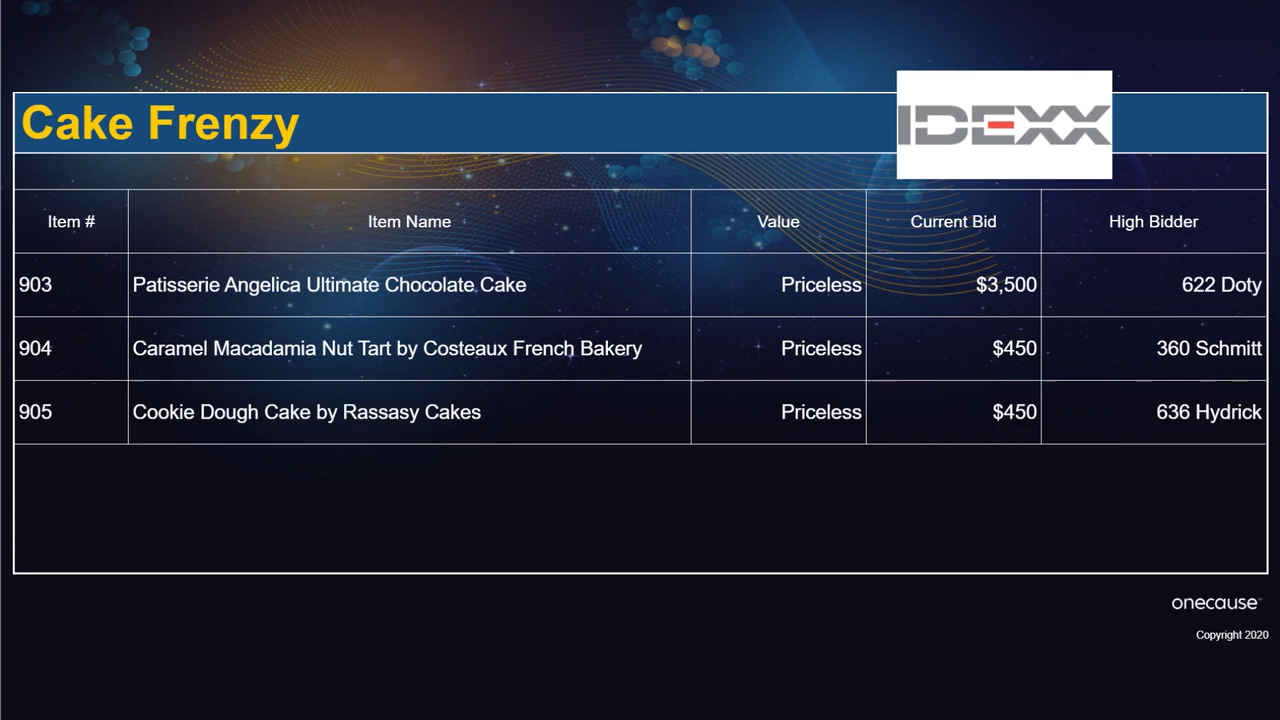 Cake Frenzy
IDEXX
Item # Item Name Value Current Bid High Bidder
903 Patisserie Angelica Ultimate Chocolate Cake Priceless $3,500 622 Doty
904 Caramel Macadamia Nut Tart by Costeaux French Bakery Priceless $450 360 Schmitt
905 Cookie Dough Cake by Rassasy Cakes Priceless $450 636 Hydrick
onecause™
Copyright 2020